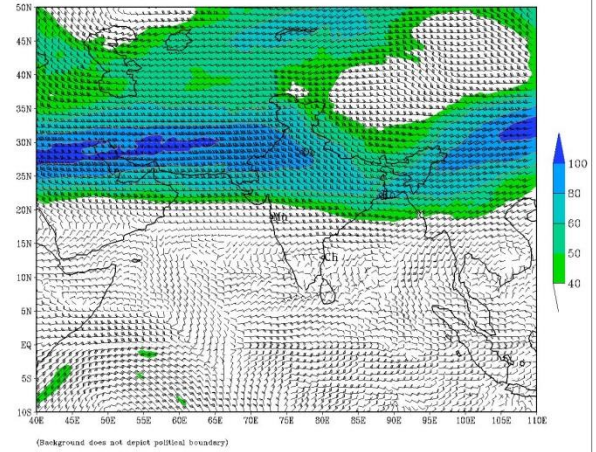 50N
45N
40N
35N
30N
25N
20N
15N
10N
5N
EQ
5S
10S
40E 45E 50E 55E 60E 65E 70E 75E 80E 85E 90E 95E 100E 105E 110E
Ch
100
80
60
50
40
(Background does not depict political boundary)